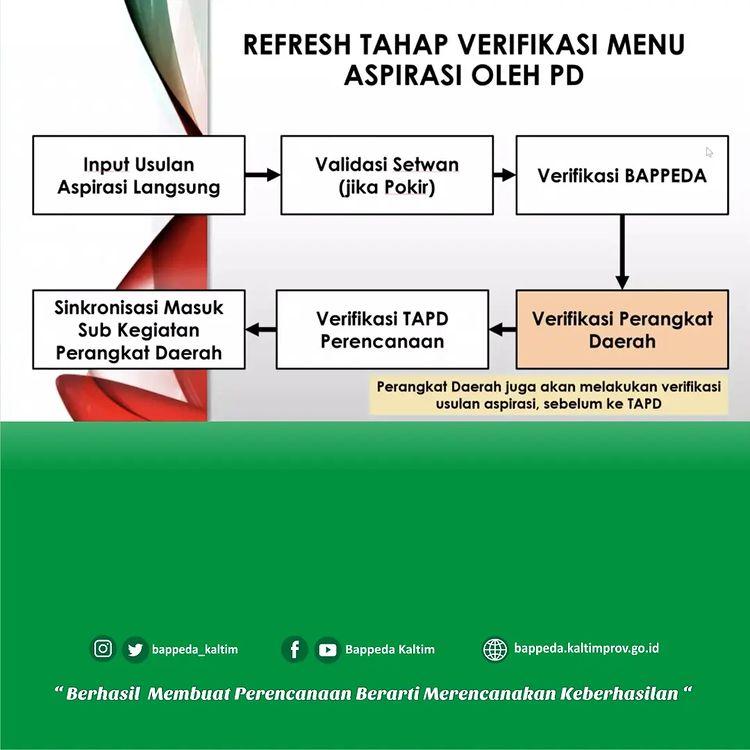 REFRESH TAHAP VERIFIKASI MENU
ASPIRASI OLEH PD
Input Usulan
Aspirasi Langsung
Validasi Setwan
(jika Pokir)
Verifikasi BAPPEDA
Verifikasi Perangkat
Daerah
Verifikasi TAPD
Perencanaan
Sinkronisasi Masuk
Sub Kegiatan
Perangkat Daerah
Perangkat Daerah juga akan melakukan verifikasi
usulan aspirasi, sebelum ke TAPD
bappeda_kaltim
Bappeda Kaltim
bappeda.kaltimprov.go.id
“ Berhasil Membuat Perencanaan Berarti Merencanakan Keberhasilan “